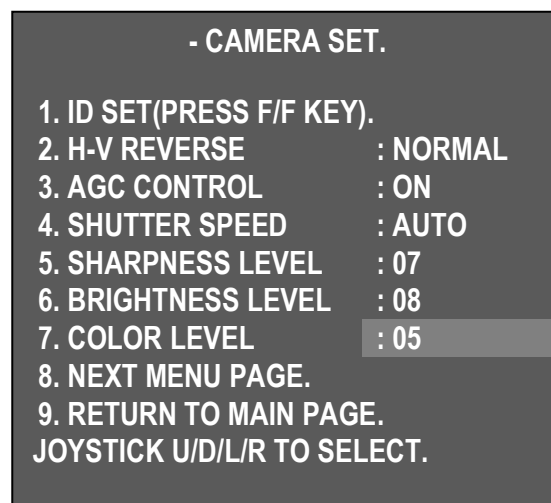 - CAMERA SET.
1. ID SET(PRESS F/F KEY).
2. H-V REVERSE : NORMAL
3. AGC CONTROL : ON
4. SHUTTER SPEED : AUTO
5. SHARPNESS LEVEL : 07
6. BRIGHTNESS LEVEL : 08
7. COLOR LEVEL : 05
8. NEXT MENU PAGE.
9. RETURN TO MAIN PAGE.
JOYSTICK U/D/L/R TO SELECT.